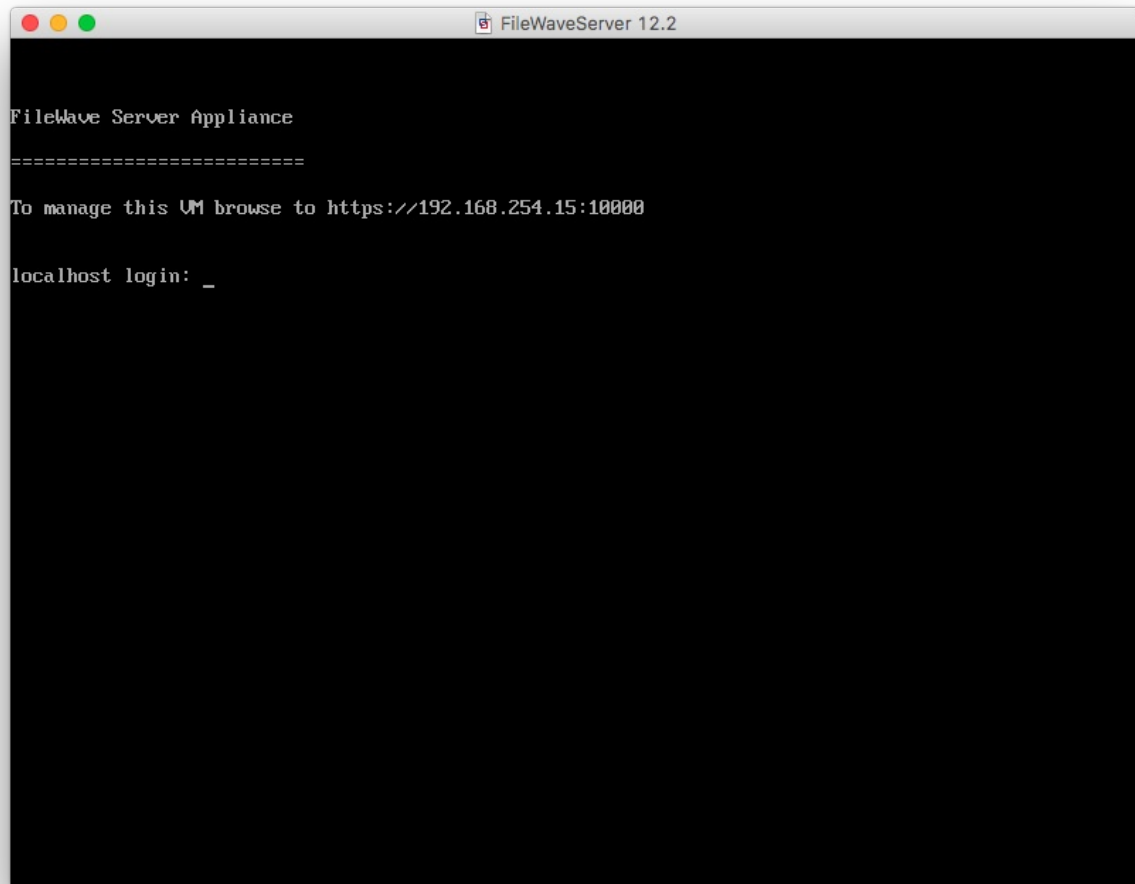 FileWaveServer 12.2
FileWave Server Appliance
==========================
To manage this VM browse to https://192.168.254.15:10000
localhost login: _